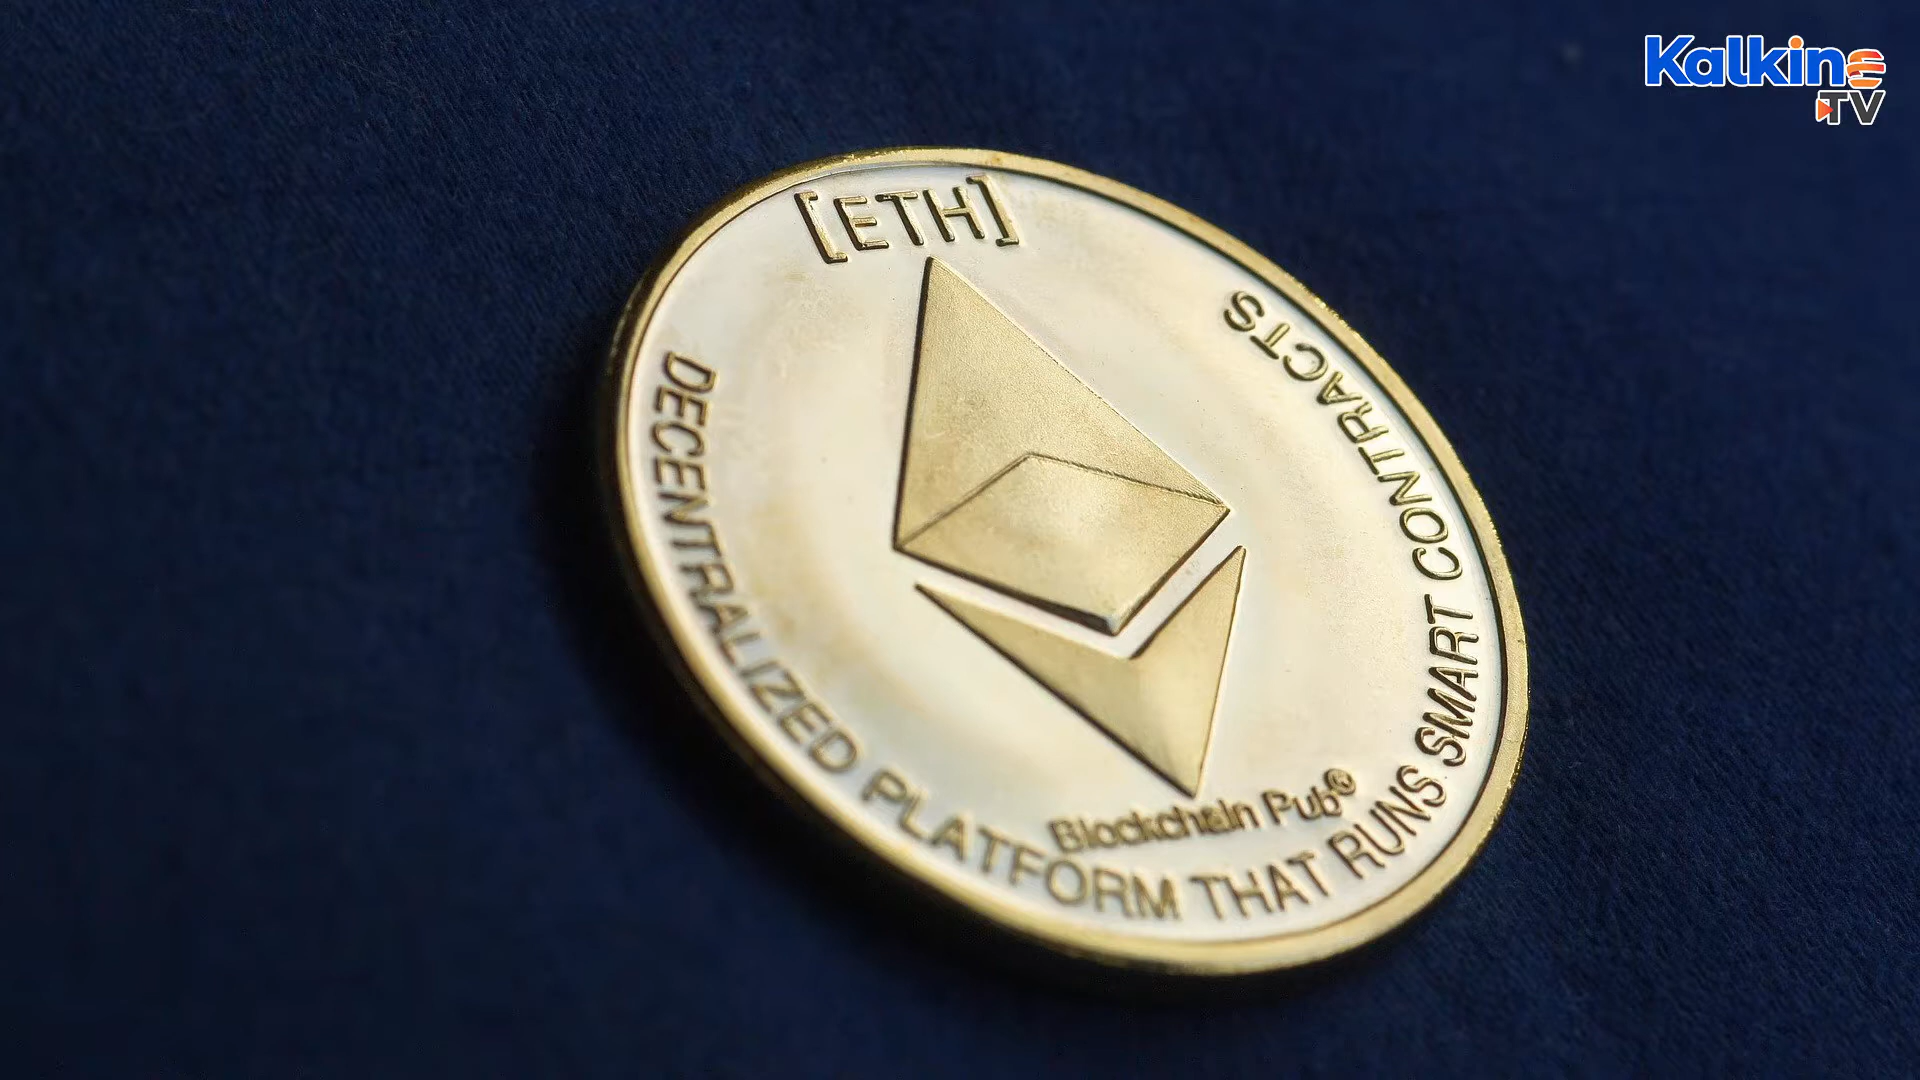 Kalkine
TV
[ETH]
DECENTRALIZED PLATFORM THAT RUNS SMART CONTRACTS
Blockchain Pub®